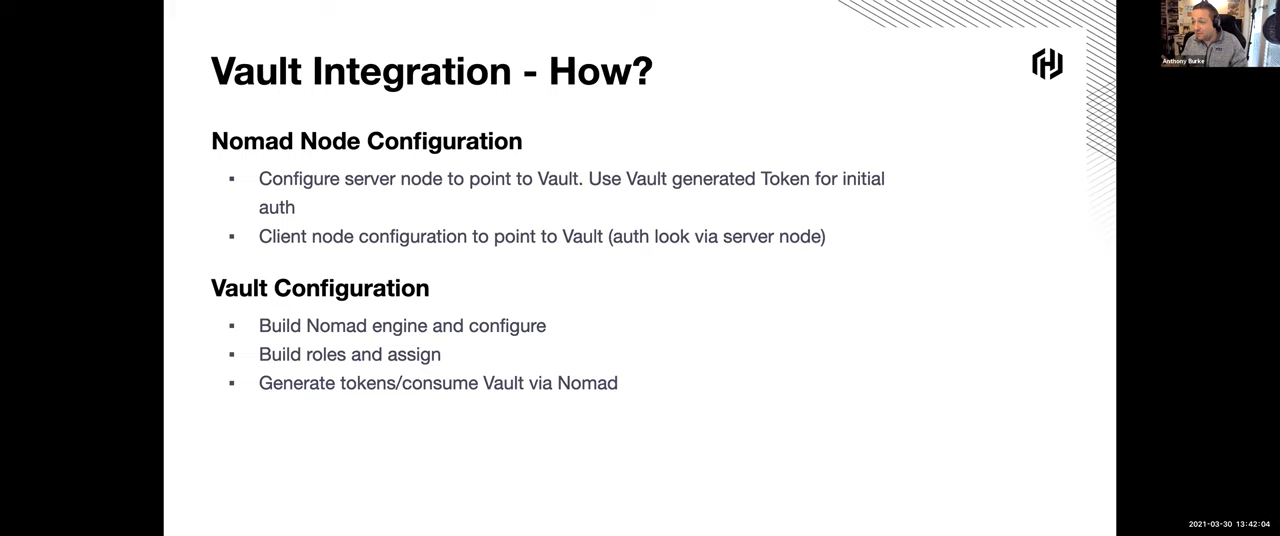 Vault Integration - How?
Nomad Node Configuration
▪ Configure server node to point to Vault. Use Vault generated Token for initial
auth
▪ Client node configuration to point to Vault (auth look via server node)
Vault Configuration
▪ Build Nomad engine and configure
▪ Build roles and assign
▪ Generate tokens/consume Vault via Nomad
Anthony Burke
2021-03-30 13:42:04